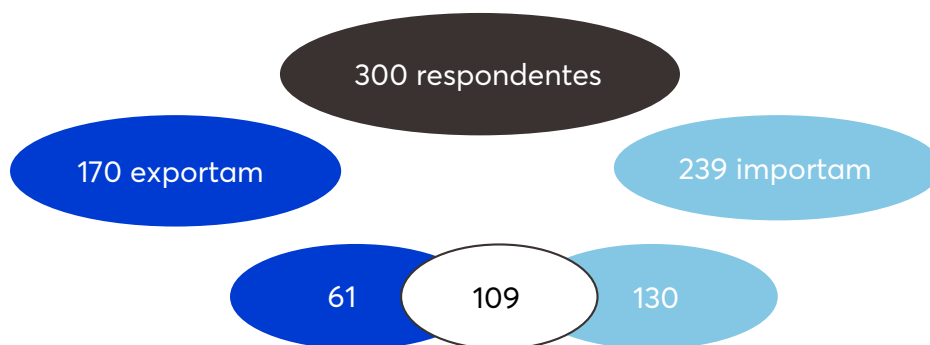 300 respondentes
170 exportam
239 importam
61
109
130